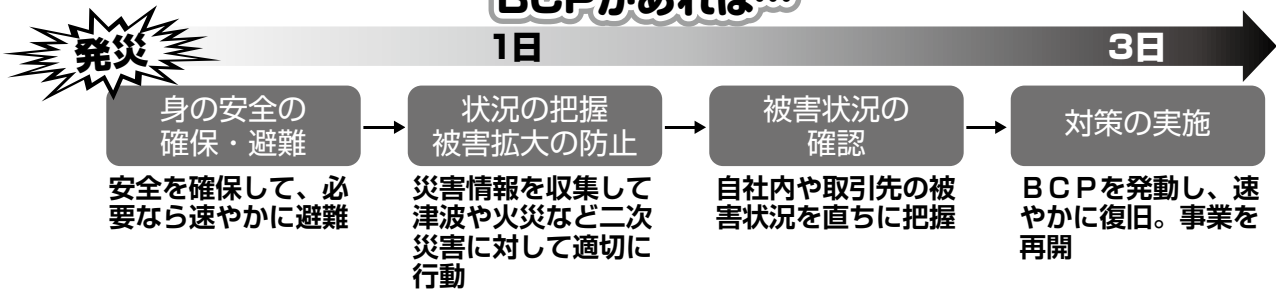 BCPがあれば…
発災
1日
3日
身の安全の
確保・避難
状況の把握
被害拡大の防止
被害状況の
確認
対策の実施
安全を確保して、必
要なら速やかに避難
災害情報を収集して
津波や火災など二次
災害に対して適切に
行動
自社内や取引先の被
害状況を直ちに把握
ＢＣＰを発動し、速
やかに復旧。事業を
再開